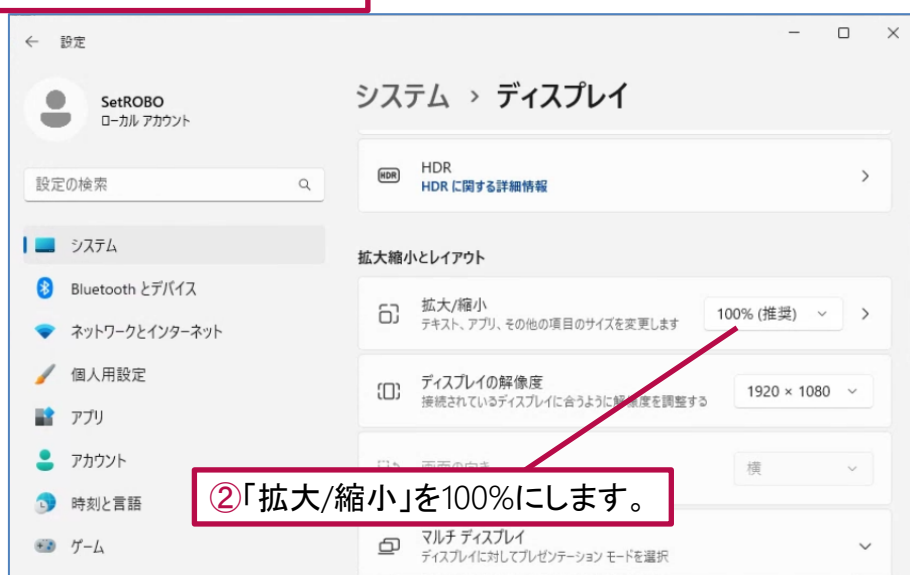 設定
SetROBO
ローカル アカウント
設定の検索
システム
Bluetooth とデバイス
ネットワークとインターネット
個人用設定
アプリ
アカウント
時刻と言語
ゲーム
システム › ディスプレイ
HDR
HDR
HDR に関する詳細情報
拡大縮小とレイアウト
拡大/縮小
テキスト、アプリ、その他の項目のサイズを変更します
100% (推奨)
ディスプレイの解像度
接続されているディスプレイに合うように解像度を調整する
1920 × 1080
画面の向き
横
②「拡大/縮小」を100%にします。
マルチ ディスプレイ
ディスプレイに対してプレゼンテーション モードを選択